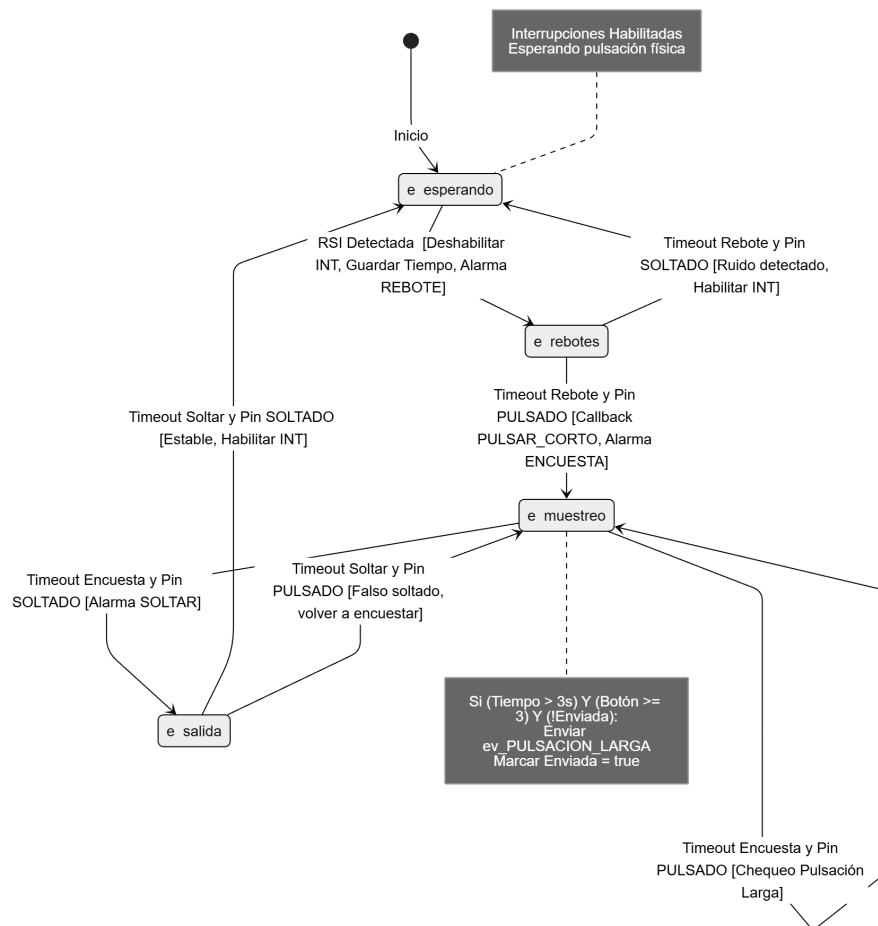 Interrupciones Habilitadas
Esperando pulsación física
Inicio
e esperando
RSI Detectada [Deshabilitar
INT, Guardar Tiempo, Alarma
REBOTE]
Timeout Rebote y Pin
SOLTADO [Ruido detectado,
Habilitar INT]
e rebotes
Timeout Soltar y Pin SOLTADO
[Estable, Habilitar INT]
Timeout Rebote y Pin
PULSADO [Callback
PULSAR_CORTO, Alarma
ENCUESTA]
e muestreo
Timeout Encuesta y Pin
SOLTADO [Alarma SOLTAR]
Timeout Soltar y Pin
PULSADO [Falso soltado,
volver a encuestar]
e salida
Si (Tiempo > 3s) Y (Botón >=
3) Y (!Enviada):
Enviar
ev_PULSACION_LARGA
Marcar Enviada = true
Timeout Encuesta y Pin
PULSADO [Chequeo Pulsación
Larga]